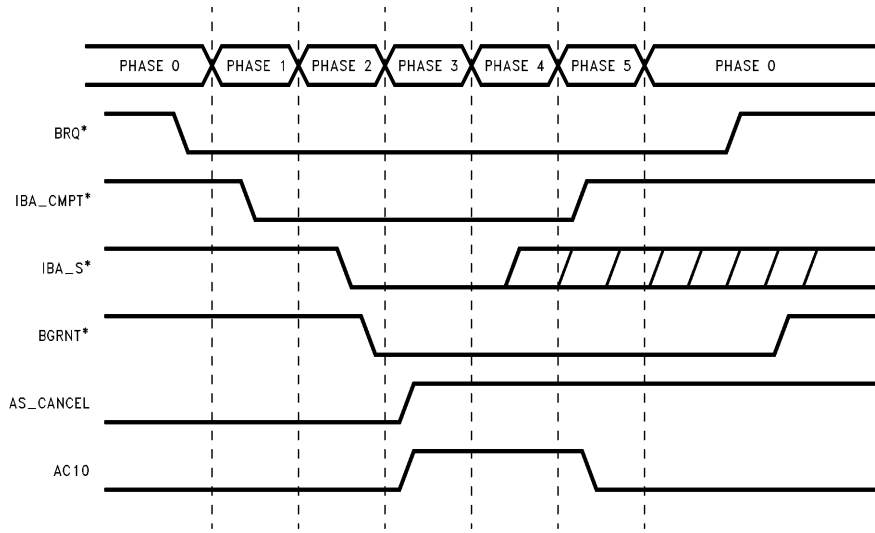 PHASE 0 PHASE 1 PHASE 2 PHASE 3 PHASE 4 PHASE 5 PHASE 0
BRQ*
IBA_CMPT*
IBA_S*
BGRNT*
AS_CANCEL
AC10